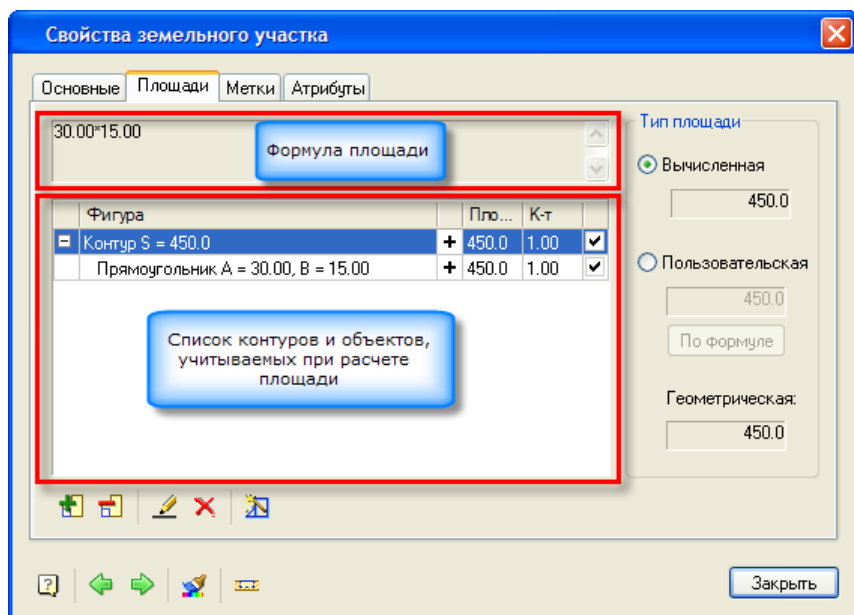 Свойства земельного участка
Основные Площади Метки Атрибуты
30.00*15.00
Формула площади
Фигура Пло... К-т
Контур S = 450.0 + 450.0 1.00
Прямоугольник A = 30.00, B = 15.00 + 450.0 1.00
Список контуров и объектов,
учитываемых при расчете
площади
Тип площади
Вычисленная
450.0
Пользовательская
450.0
По формуле
Геометрическая:
450.0
Закрыть